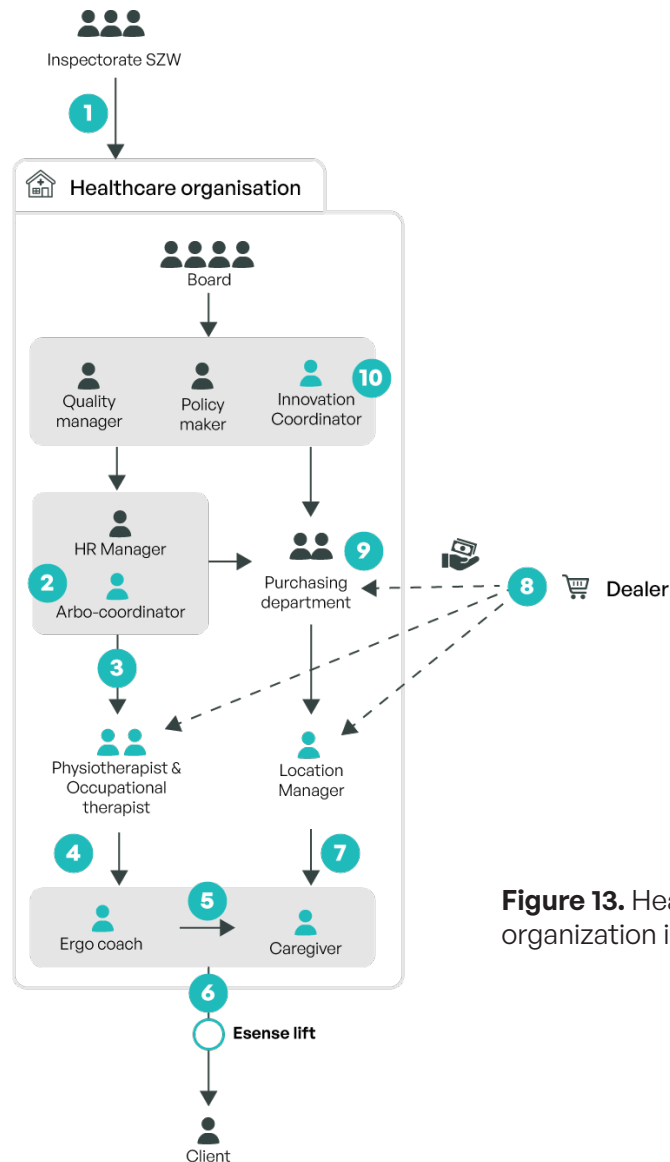 Inspectorate SZW
1
Healthcare organisation
Board
Quality
manager
Policy
maker
Innovation
Coordinator
10
HR Manager
2
Arbo-coordinator
Purchasing
department
9
8
Dealer
3
Physiotherapist &
Occupational
therapist
Location
Manager
4
7
Ergo coach
5
Caregiver
6
Esense lift
Client
Figure 13. Hea
organization i